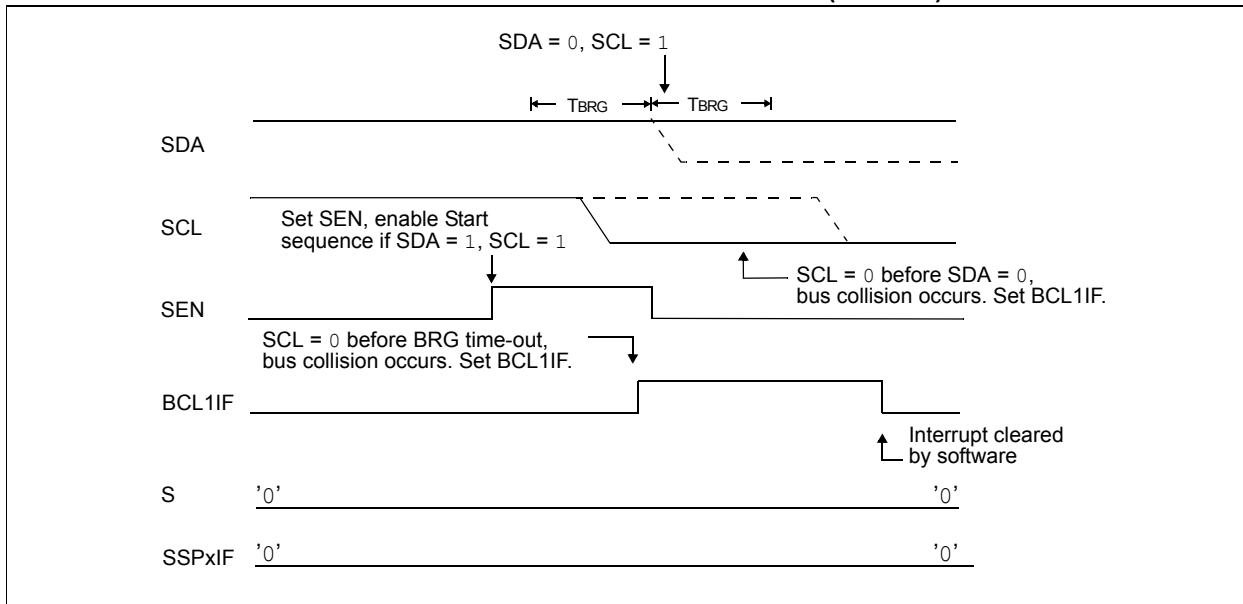 SDA = 0, SCL = 1
TBRG TBRG
SDA
SCL
Set SEN, enable Start
sequence if SDA = 1, SCL = 1
SCL = 0 before SDA = 0,
bus collision occurs. Set BCL1IF.
SEN
SCL = 0 before BRG time-out,
bus collision occurs. Set BCL1IF.
BCL1IF
Interrupt cleared
by software
S '0' '0'
SSPxIF '0' '0'